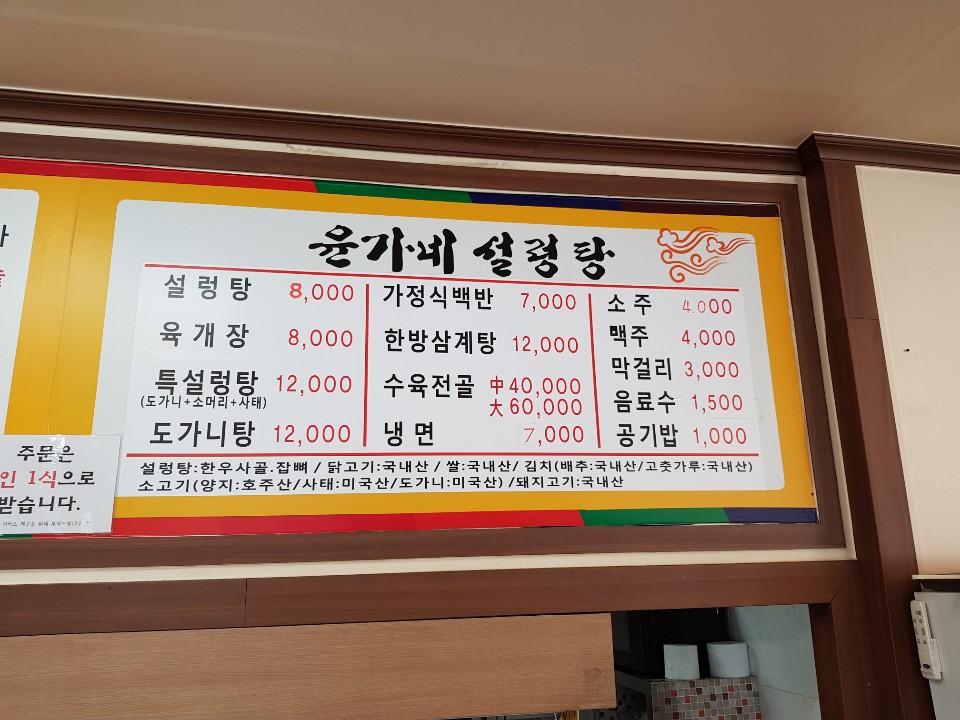 윤가네 설렁탕
설렁탕 8,000
육개장 8,000
특설렁탕 12,000
(도가니+소머리+사태)
도가니탕 12,000
가정식백반 7,000
한방삼계탕 12,000
수육전골 中 40,000
大 60,000
냉면 7,000
소주 4.000
맥주 4,000
막걸리 3,000
음료수 1,500
공기밥 1,000
설렁탕:한우사골.잡뼈 / 닭고기:국내산 / 쌀:국내산/ 김치(배추:국내산/고춧가루:국내산)
소고기(양지:호주산/사태:미국산/도가니:미국산) /돼지고기:국내산
주문은
인 1식으로
받습니다.